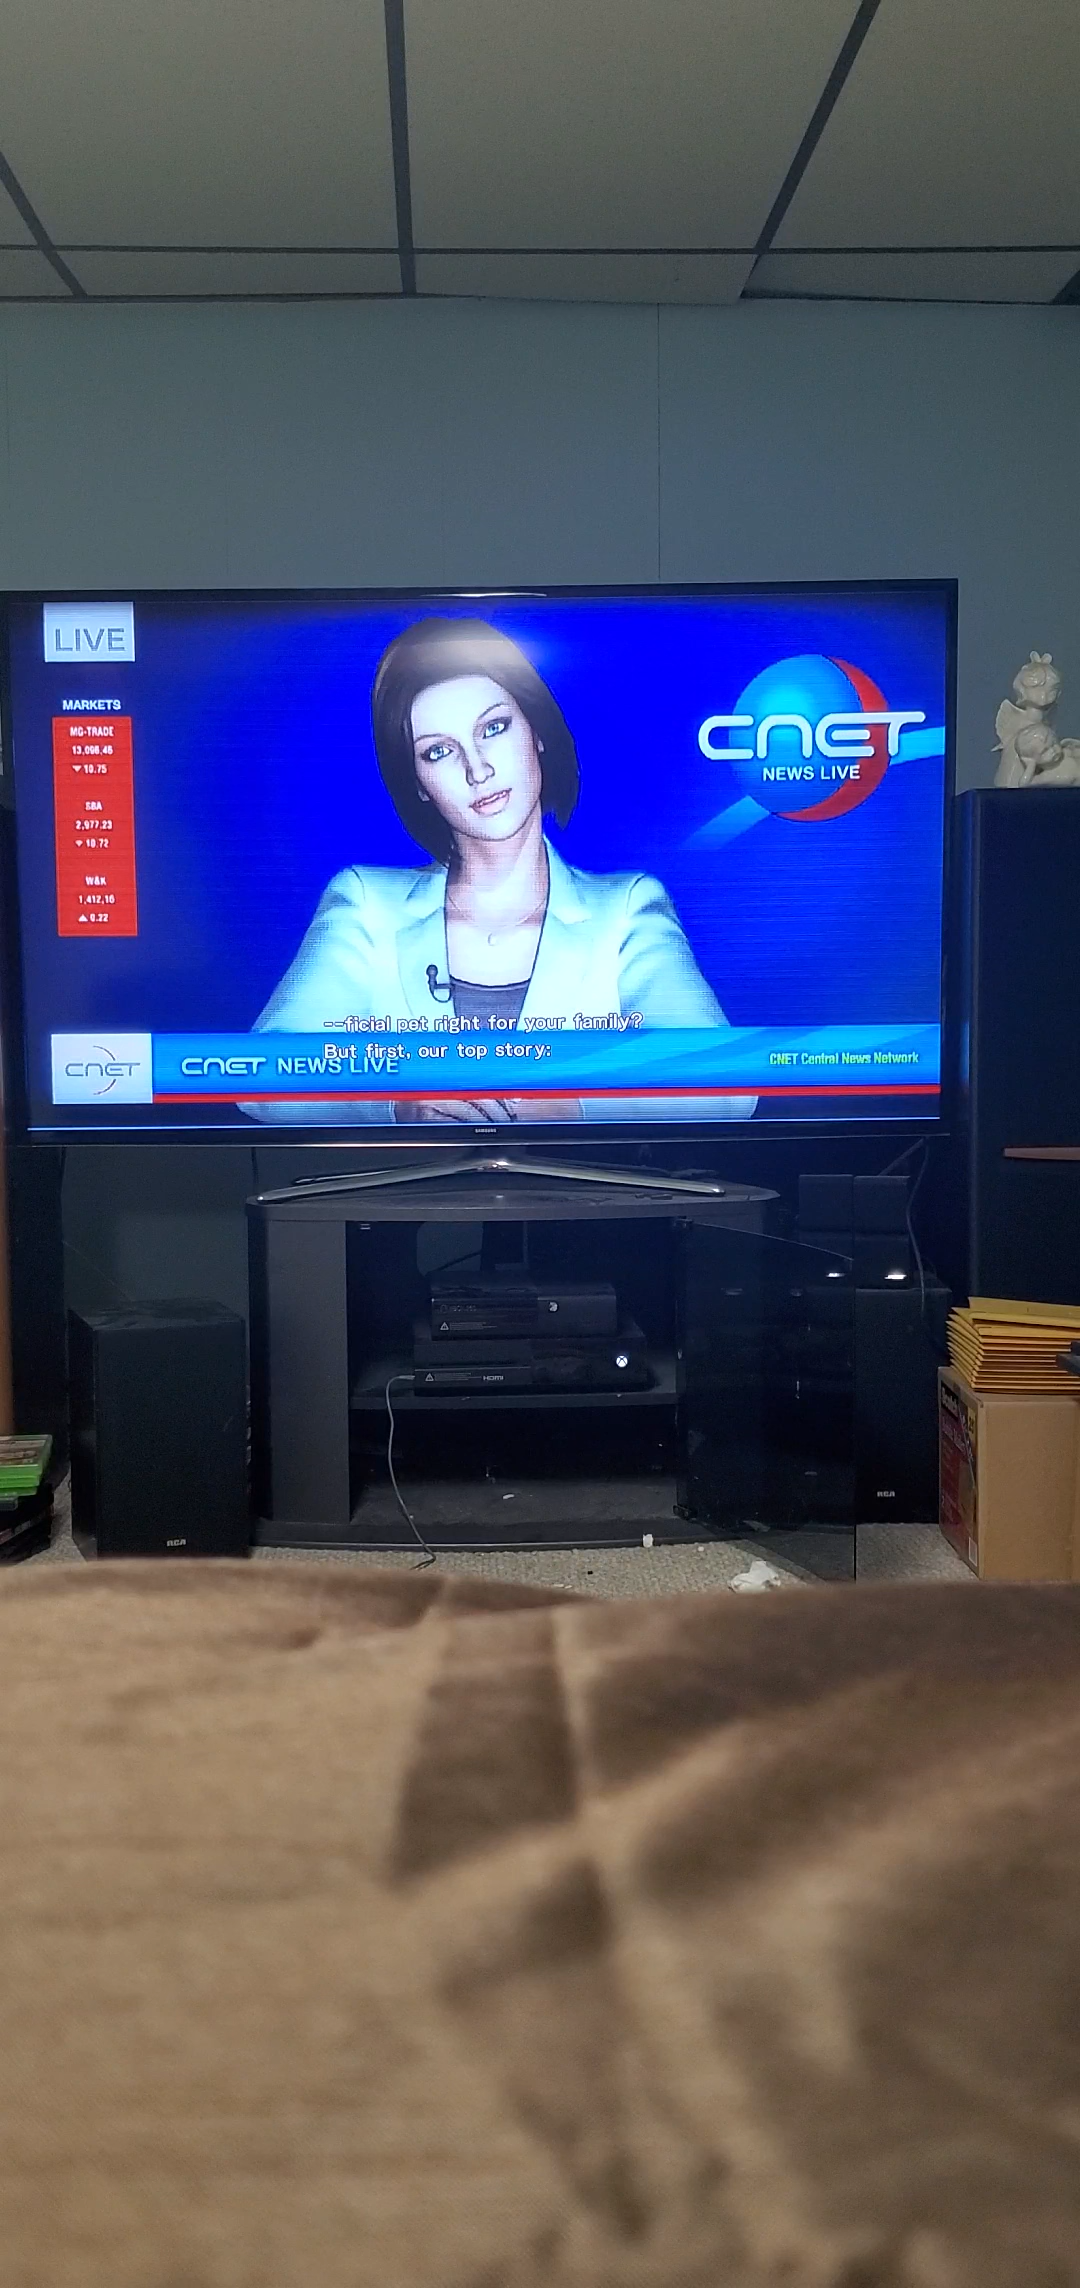 LIVE
MARKETS
MG-TRADE
13,098.46
▼10.75
SBA
2,977.23
▼10.72
W&K
1,412,16
▲0.22
CNET
NEWS LIVE
--ficial pet right for your family?
But first, our top story:
CNET
CNET NEWS LIVE
CNET Central News Network
SAMSUNG
HDMI
RCA
RCA